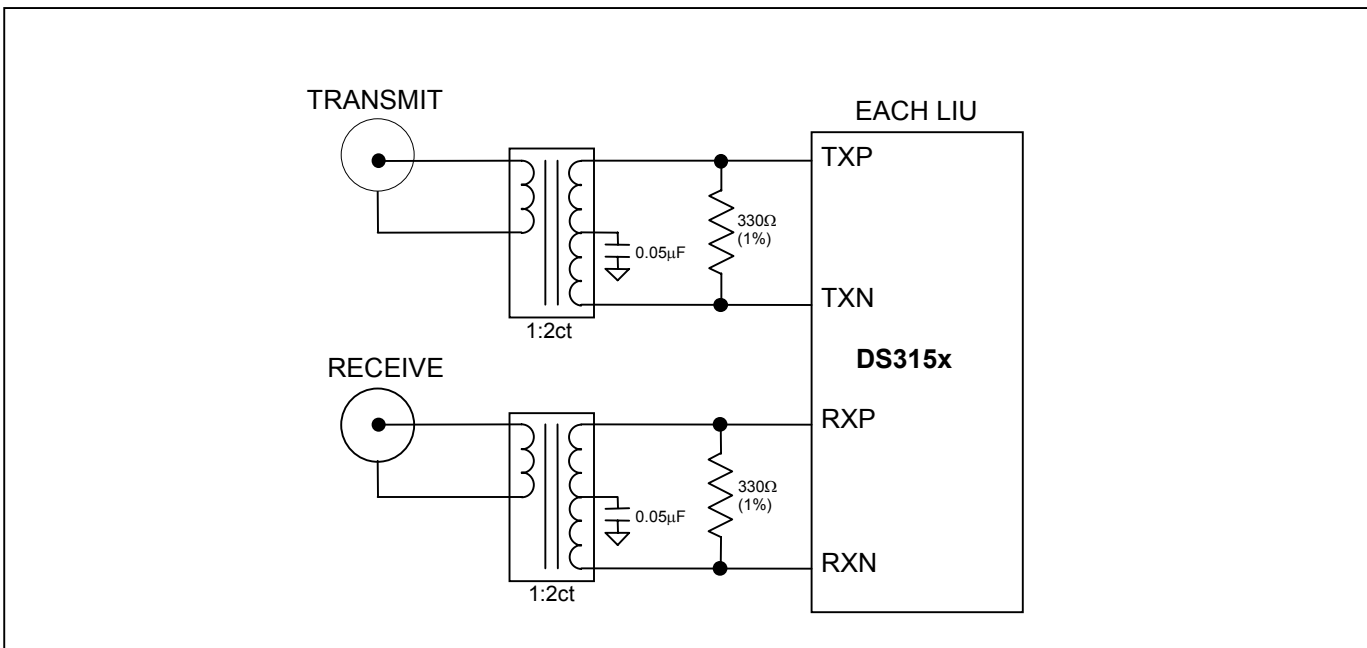 TRANSMIT
EACH LIU
TXP
330Ω
(1%)
0.05μF
TXN
1:2ct
DS315x
RECEIVE
RXP
330Ω
(1%)
0.05μF
RXN
1:2ct